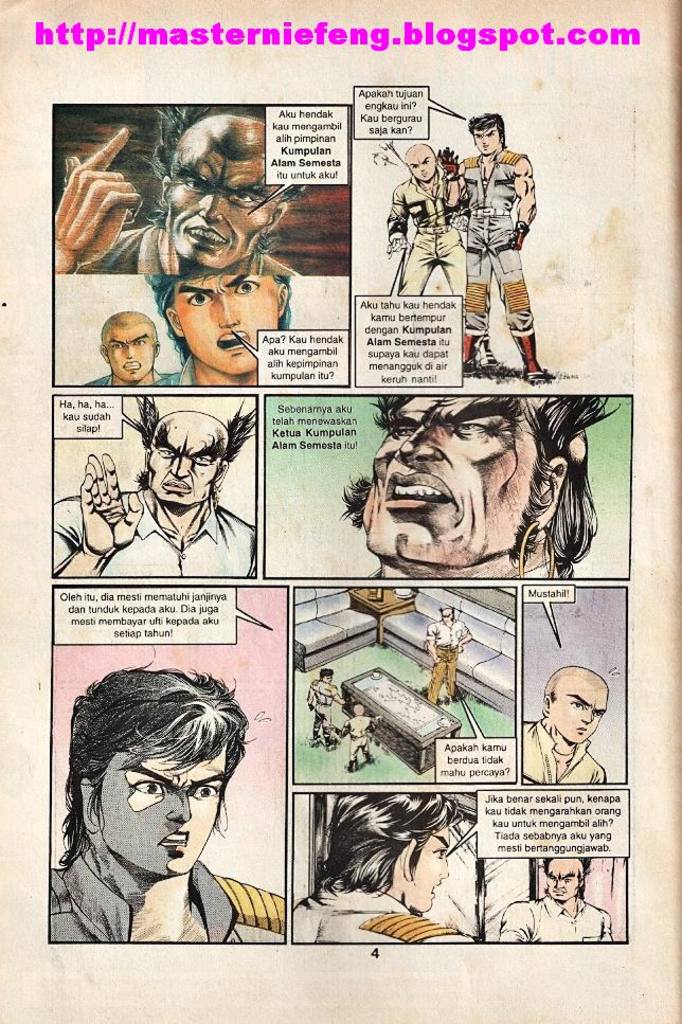 http://masterniefeng.blogspot.com
Aku hendak
kau mengambil
alih pimpinan
Kumpulan
Alam Semesta
itu untuk aku!
Apa? Kau hendak
aku mengambil
alih kepimpinan
kumpulan itu?
Apakah tujuan
engkau ini?
Kau bergurau
saja kan?
Aku tahu kau hendak
kamu bertempur
dengan Kumpulan
Alam Semesta itu
supaya kau dapat
menangguk di air
keruh nanti!
Ha, ha, ha...
kau sudah
silap!
Sebenarnya aku
telah menewaskan
Ketua Kumpulan
Alam Semesta itu!
Oleh itu, dia mesti mematuhi janjinya
dan tunduk kepada aku. Dia juga
mesti membayar ufti kepada aku
setiap tahun!
Apakah kamu
berdua tidak
mahu percaya?
Mustahil!
Jika benar sekali pun, kenapa
kau tidak mengarahkan orang
kau untuk mengambil alih?
Tiada sebabnya aku yang
mesti bertanggungjawab.
4